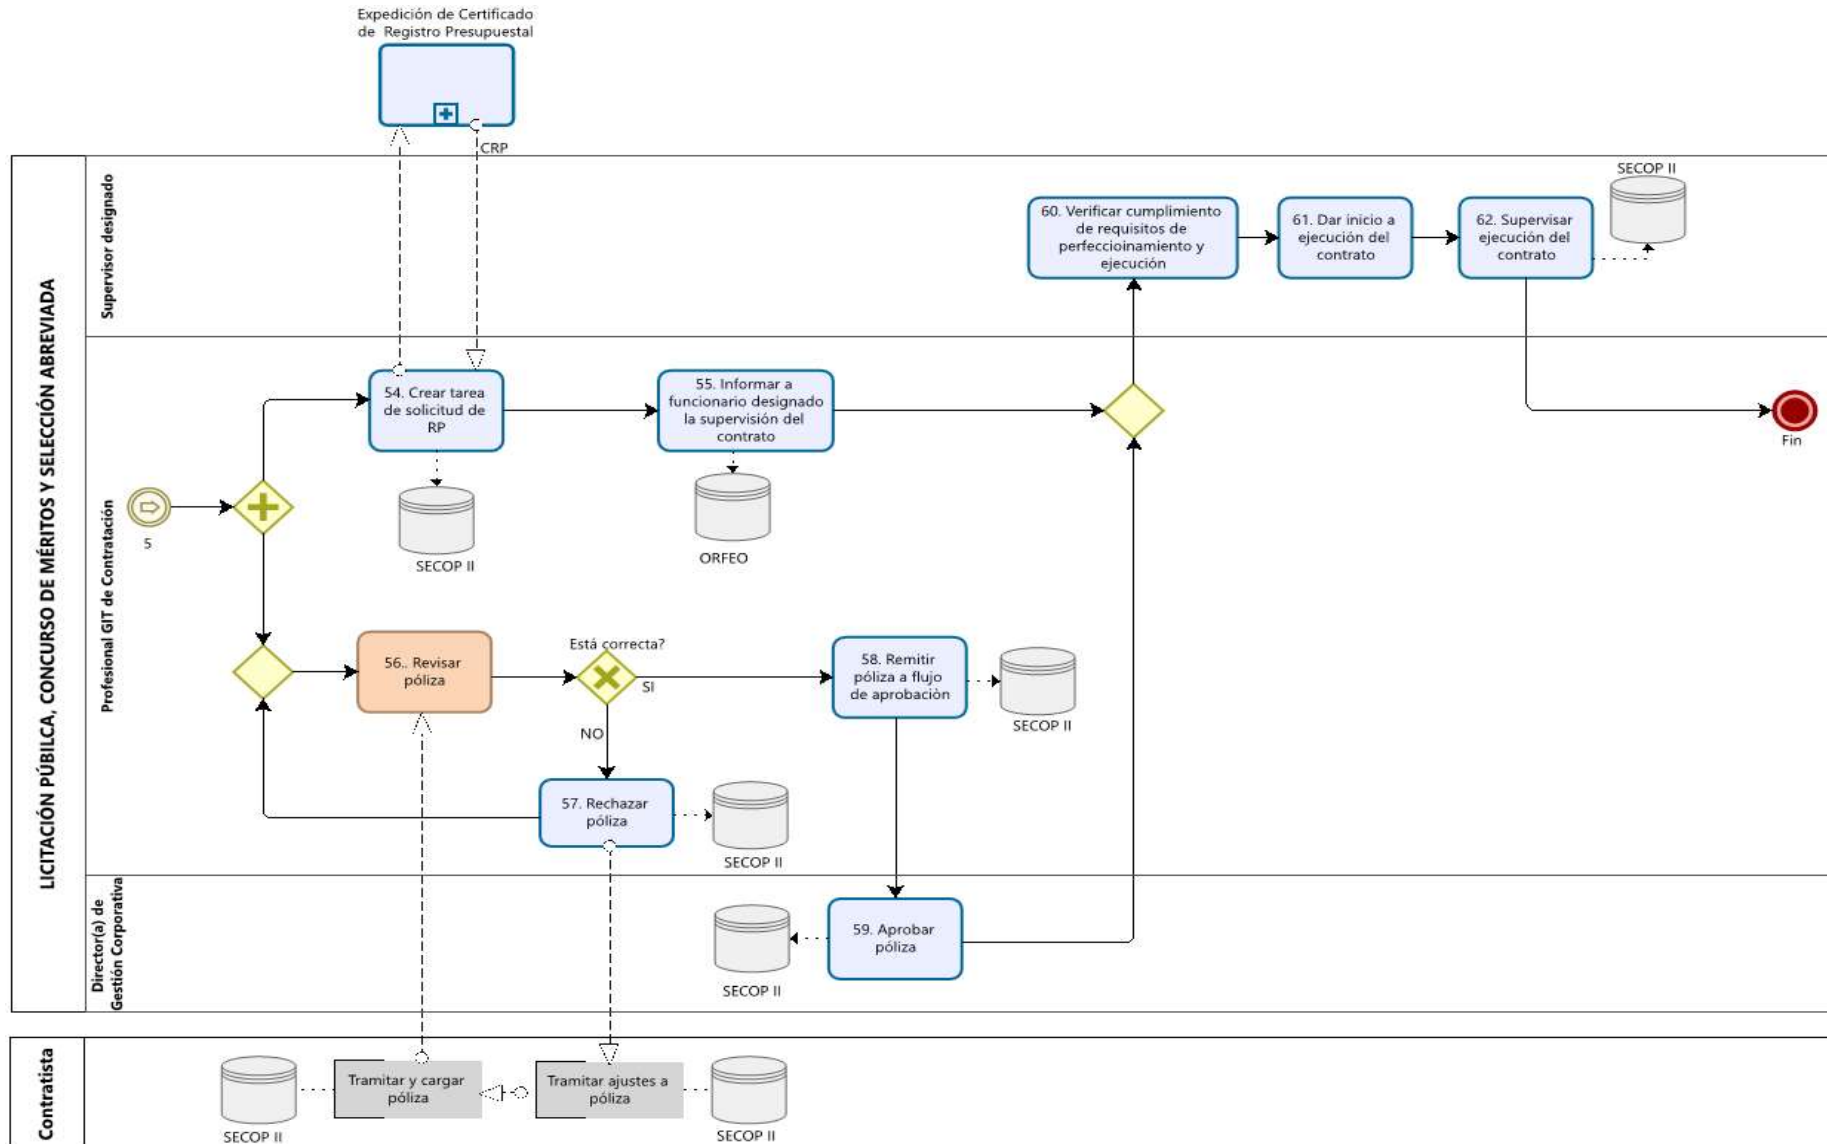 Expedición de Certificado
de Registro Presupuestal
CRP
LICITACIÓN PÚBILCA, CONCURSO DE MÉRITOS Y SELECCIÓN ABREVIADA
Supervisor designado
60. Verificar cumplimiento
de requisitos de
perfeccioinamiento y
ejecución
61. Dar inicio a
ejecución del
contrato
62. Supervisar
ejecución del
contrato
SECOP II
Profesional GIT de Contratación
5
54. Crear tarea
de solicitud de
RP
SECOP II
55. Informar a
funcionario designado
la supervisión del
contrato
ORFEO
Fin
56.. Revisar
póliza
Está correcta?
SI
NO
58. Remitir
póliza a flujo
de aprobación
SECOP II
57. Rechazar
póliza
SECOP II
Director(a) de
Gestión Corporativa
59. Aprobar
póliza
SECOP II
Contratista
SECOP II
Tramitar y cargar
póliza
Tramitar ajustes a
póliza
SECOP II